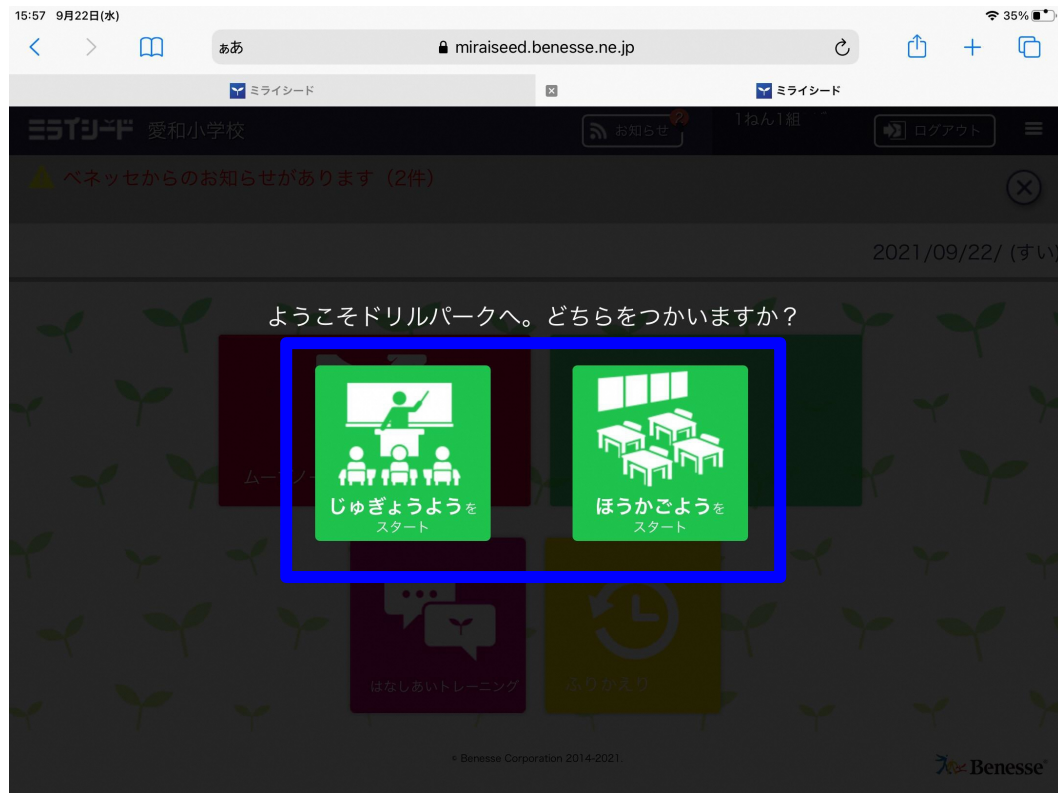 15:57 9月22日(水)
35%
ぁあ
miraiseed.benesse.ne.jp
ミライシード
ミライシード
ミライシード 愛和小学校
お知らせ
2
1ねん1組
ログアウト
ベネッセからのお知らせがあります（2件）
2021/09/22/ (すい)
ようこそドリルパークへ。どちらをつかいますか？
じゅぎょうようを
スタート
ほうかごようを
スタート
はなしあいトレーニング
ふりかえり
© Benesse Corporation 2014-2021
Benesse